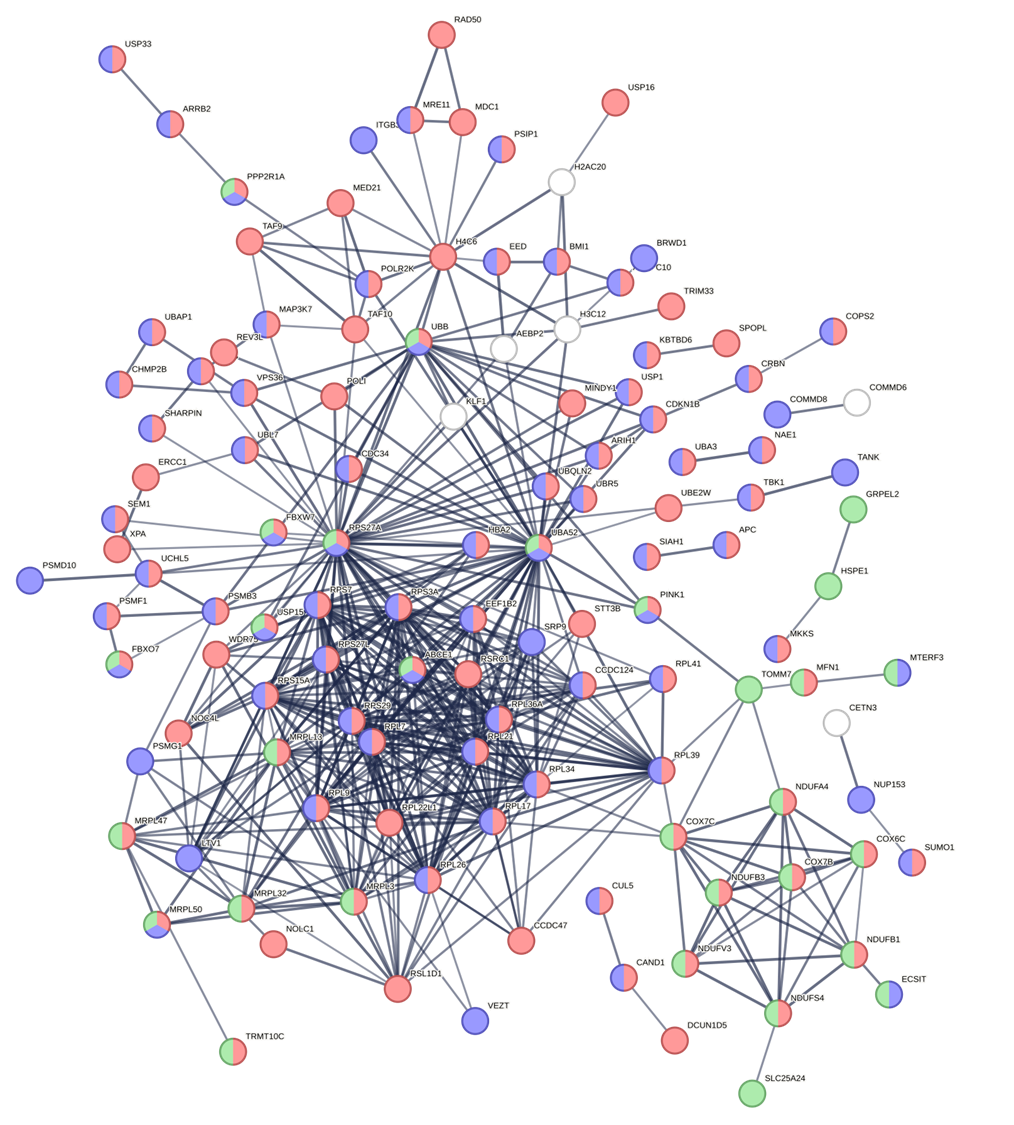 RAD50
USP33
USP16
MRE11
MDC1
ARRB2
ITGB
PSIP1
H2AC20
PPP2R1A
MED21
TAF9
H4C6
EED
BMI1
BRWD1
C10
POLR2K
TRIM33
MAP3K7
UBAP1
TAF10
UBB
H3C12
COPS2
SPOPL
REV3L
AEBP2
KBTBD6
CRBN
CHMP2B
VPS36
POLI
MINDY1
USP1
COMMD6
KLF1
COMMD8
SHARPIN
CDKN1B
UBL7
ARIH1
NAE1
UBA3
CDC34
ERCC1
UBQLN2
TANK
UBR5
TBK1
UBE2W
GRPEL2
SEM1
FBXW7
RPS27A
HBA2
UBA52
XPA
APC
SIAH1
UCHL5
PSMD10
HSPE1
RPS7
RPS3A
PINK1
PSMF1
PSMB3
EEF1B2
USP15
STT3B
SRP9
MKKS
FBXO7
WDR75
RPS27L
ABCE1
RSRC1
CCDC124
RPL41
MFN1
MTERF3
TOMM7
RPS15A
RPS29
RPL36A
CETN3
NOC4L
RPL7
MRPL13
RPL21
PSMG1
RPL39
RPL34
NUP153
NDUFA4
RPL9
RPL22L1
RPL17
COX7C
MRPL47
COX6C
LTV1
SUMO1
COX7B
RPL26
NDUFB3
MRPL32
MRPL3
CUL5
MRPL50
NOLC1
CCDC47
NDUFB1
NDUFV3
CAND1
RSL1D1
ECSIT
NDUFS4
VEZT
DCUN1D5
TRMT10C
SLC25A24